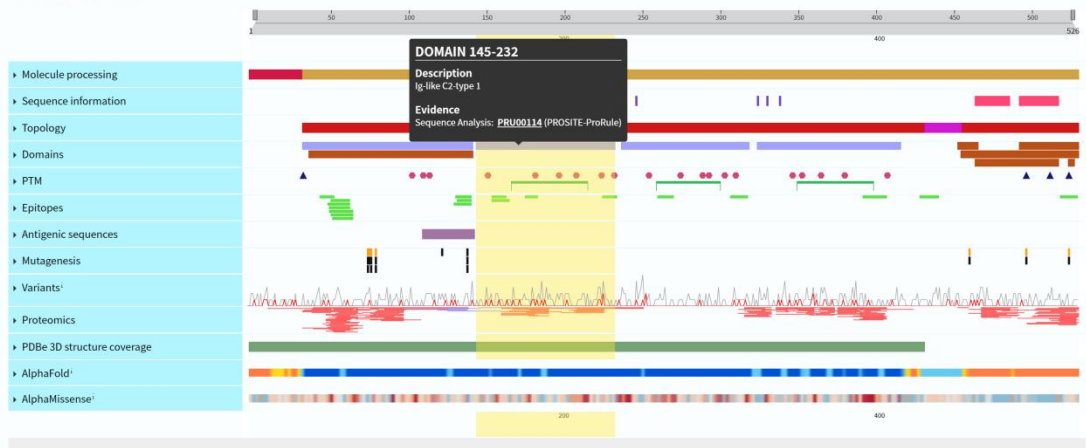 50 100 150 200 250 300 350 400 450 500
1 526
200 400
DOMAIN 145-232
Description
Ig-like C2-type 1
Evidence
Sequence Analysis: PRU00114 (PROSITE-ProRule)
Molecule processing
Sequence information
Topology
Domains
PTM
Epitopes
Antigenic sequences
Mutagenesis
Variants
Proteomics
PDBe 3D structure coverage
AlphaFold
AlphaMissense
200 400